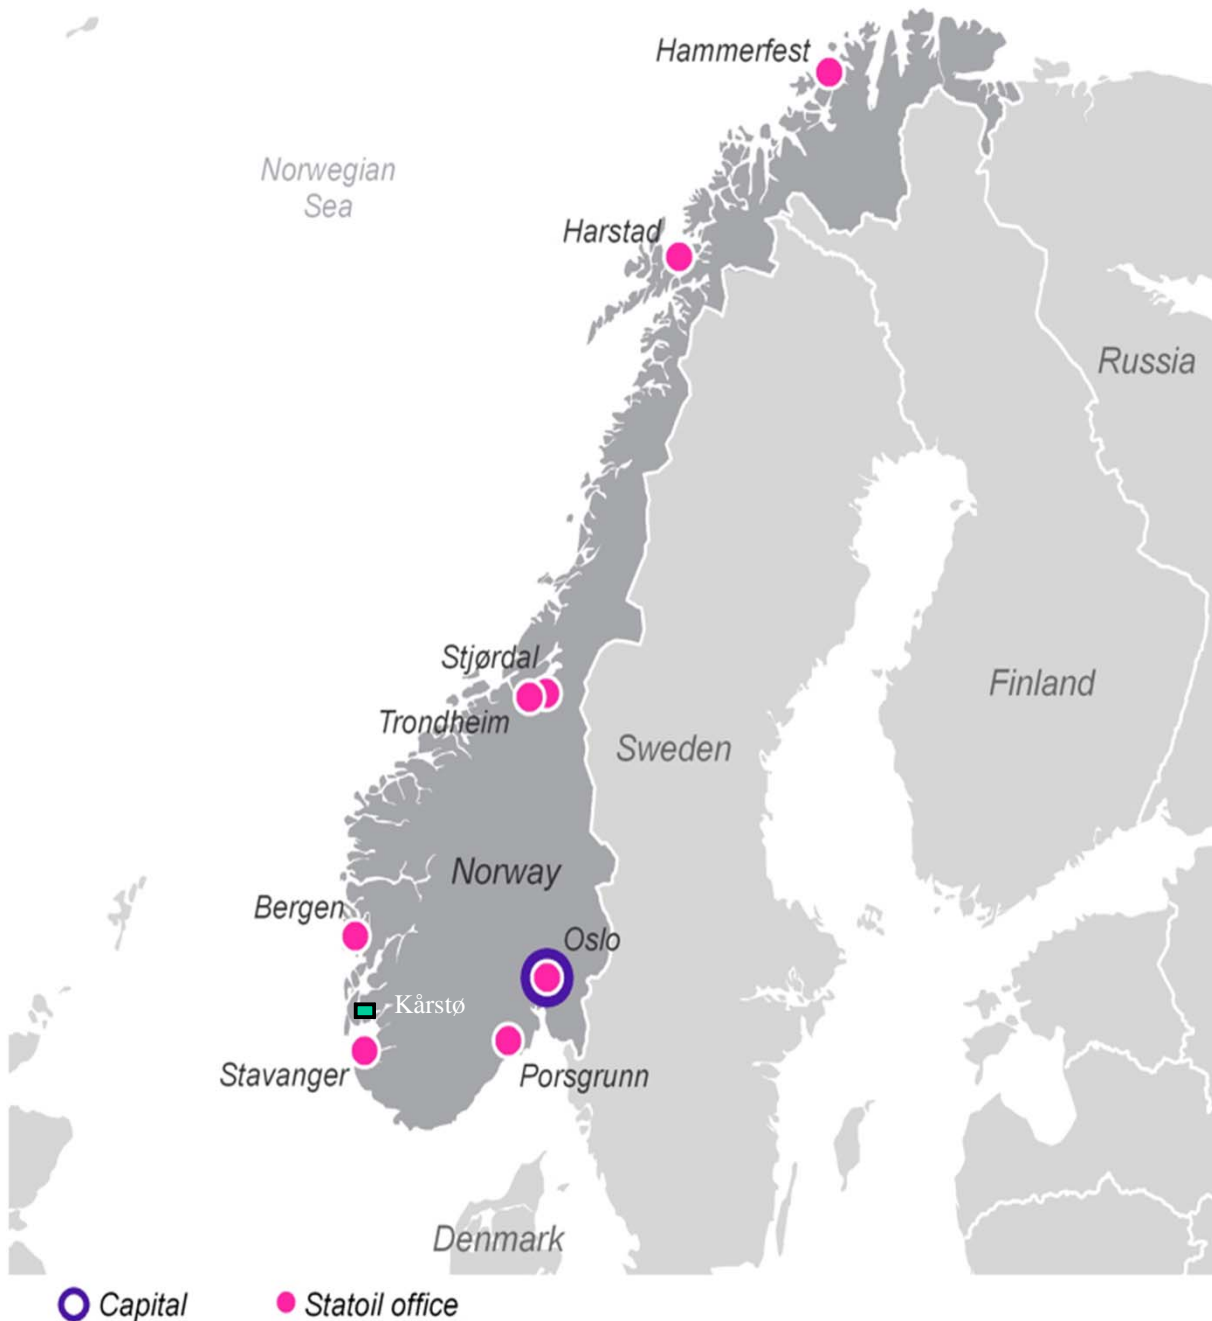 Hammerfest
Norwegian
Sea
Harstad
Russia
Stjørdal
Finland
Trondheim
Sweden
Norway
Bergen
Oslo
Kårstø
Stavanger
Porsgrunn
Denmark
Capital
Statoil office